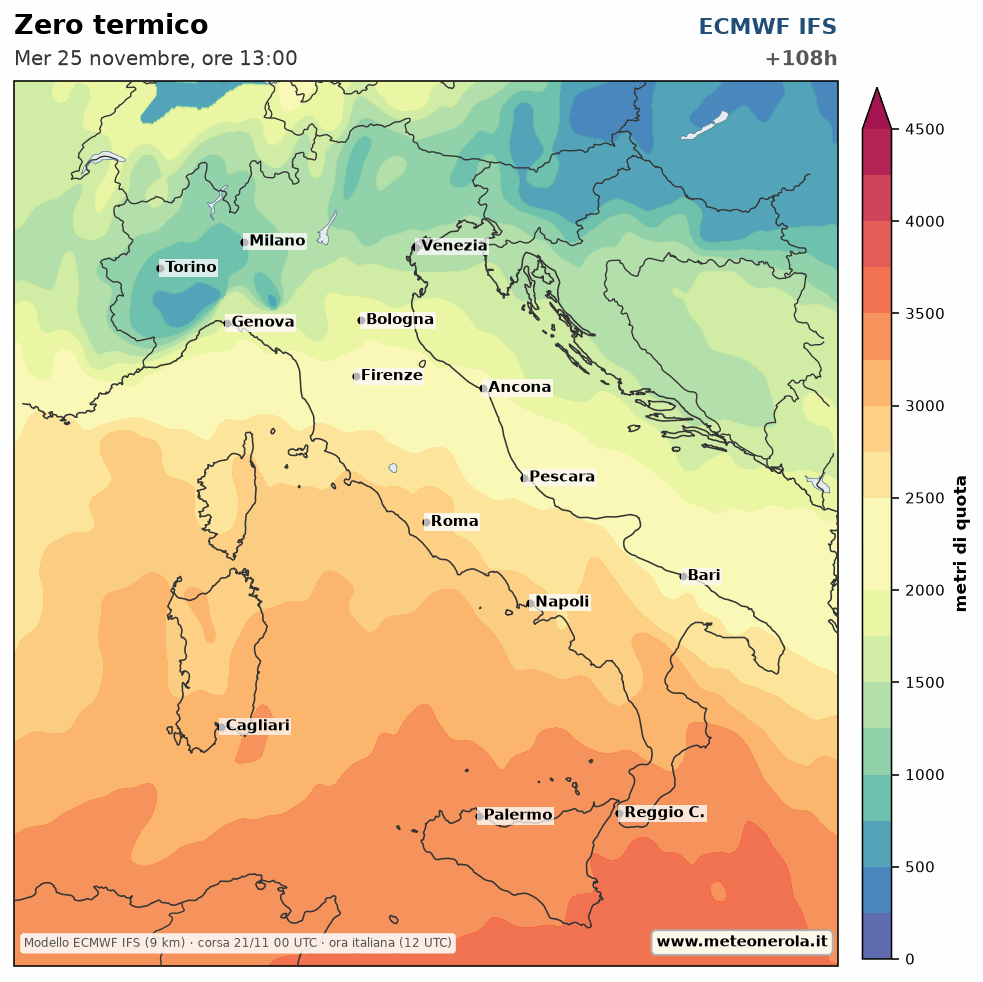 Zero termico
ECMWF IFS
Mer 25 novembre, ore 13:00
+108h
Milano
Venezia
Torino
Genova
Bologna
Firenze
Ancona
Pescara
Roma
Bari
Napoli
Cagliari
Palermo
Reggio C.
4500
4000
3500
3000
2500
2000
1500
1000
500
0
metri di quota
Modello ECMWF IFS (9 km) · corsa 21/11 00 UTC · ora italiana (12 UTC)
www.meteonerola.it